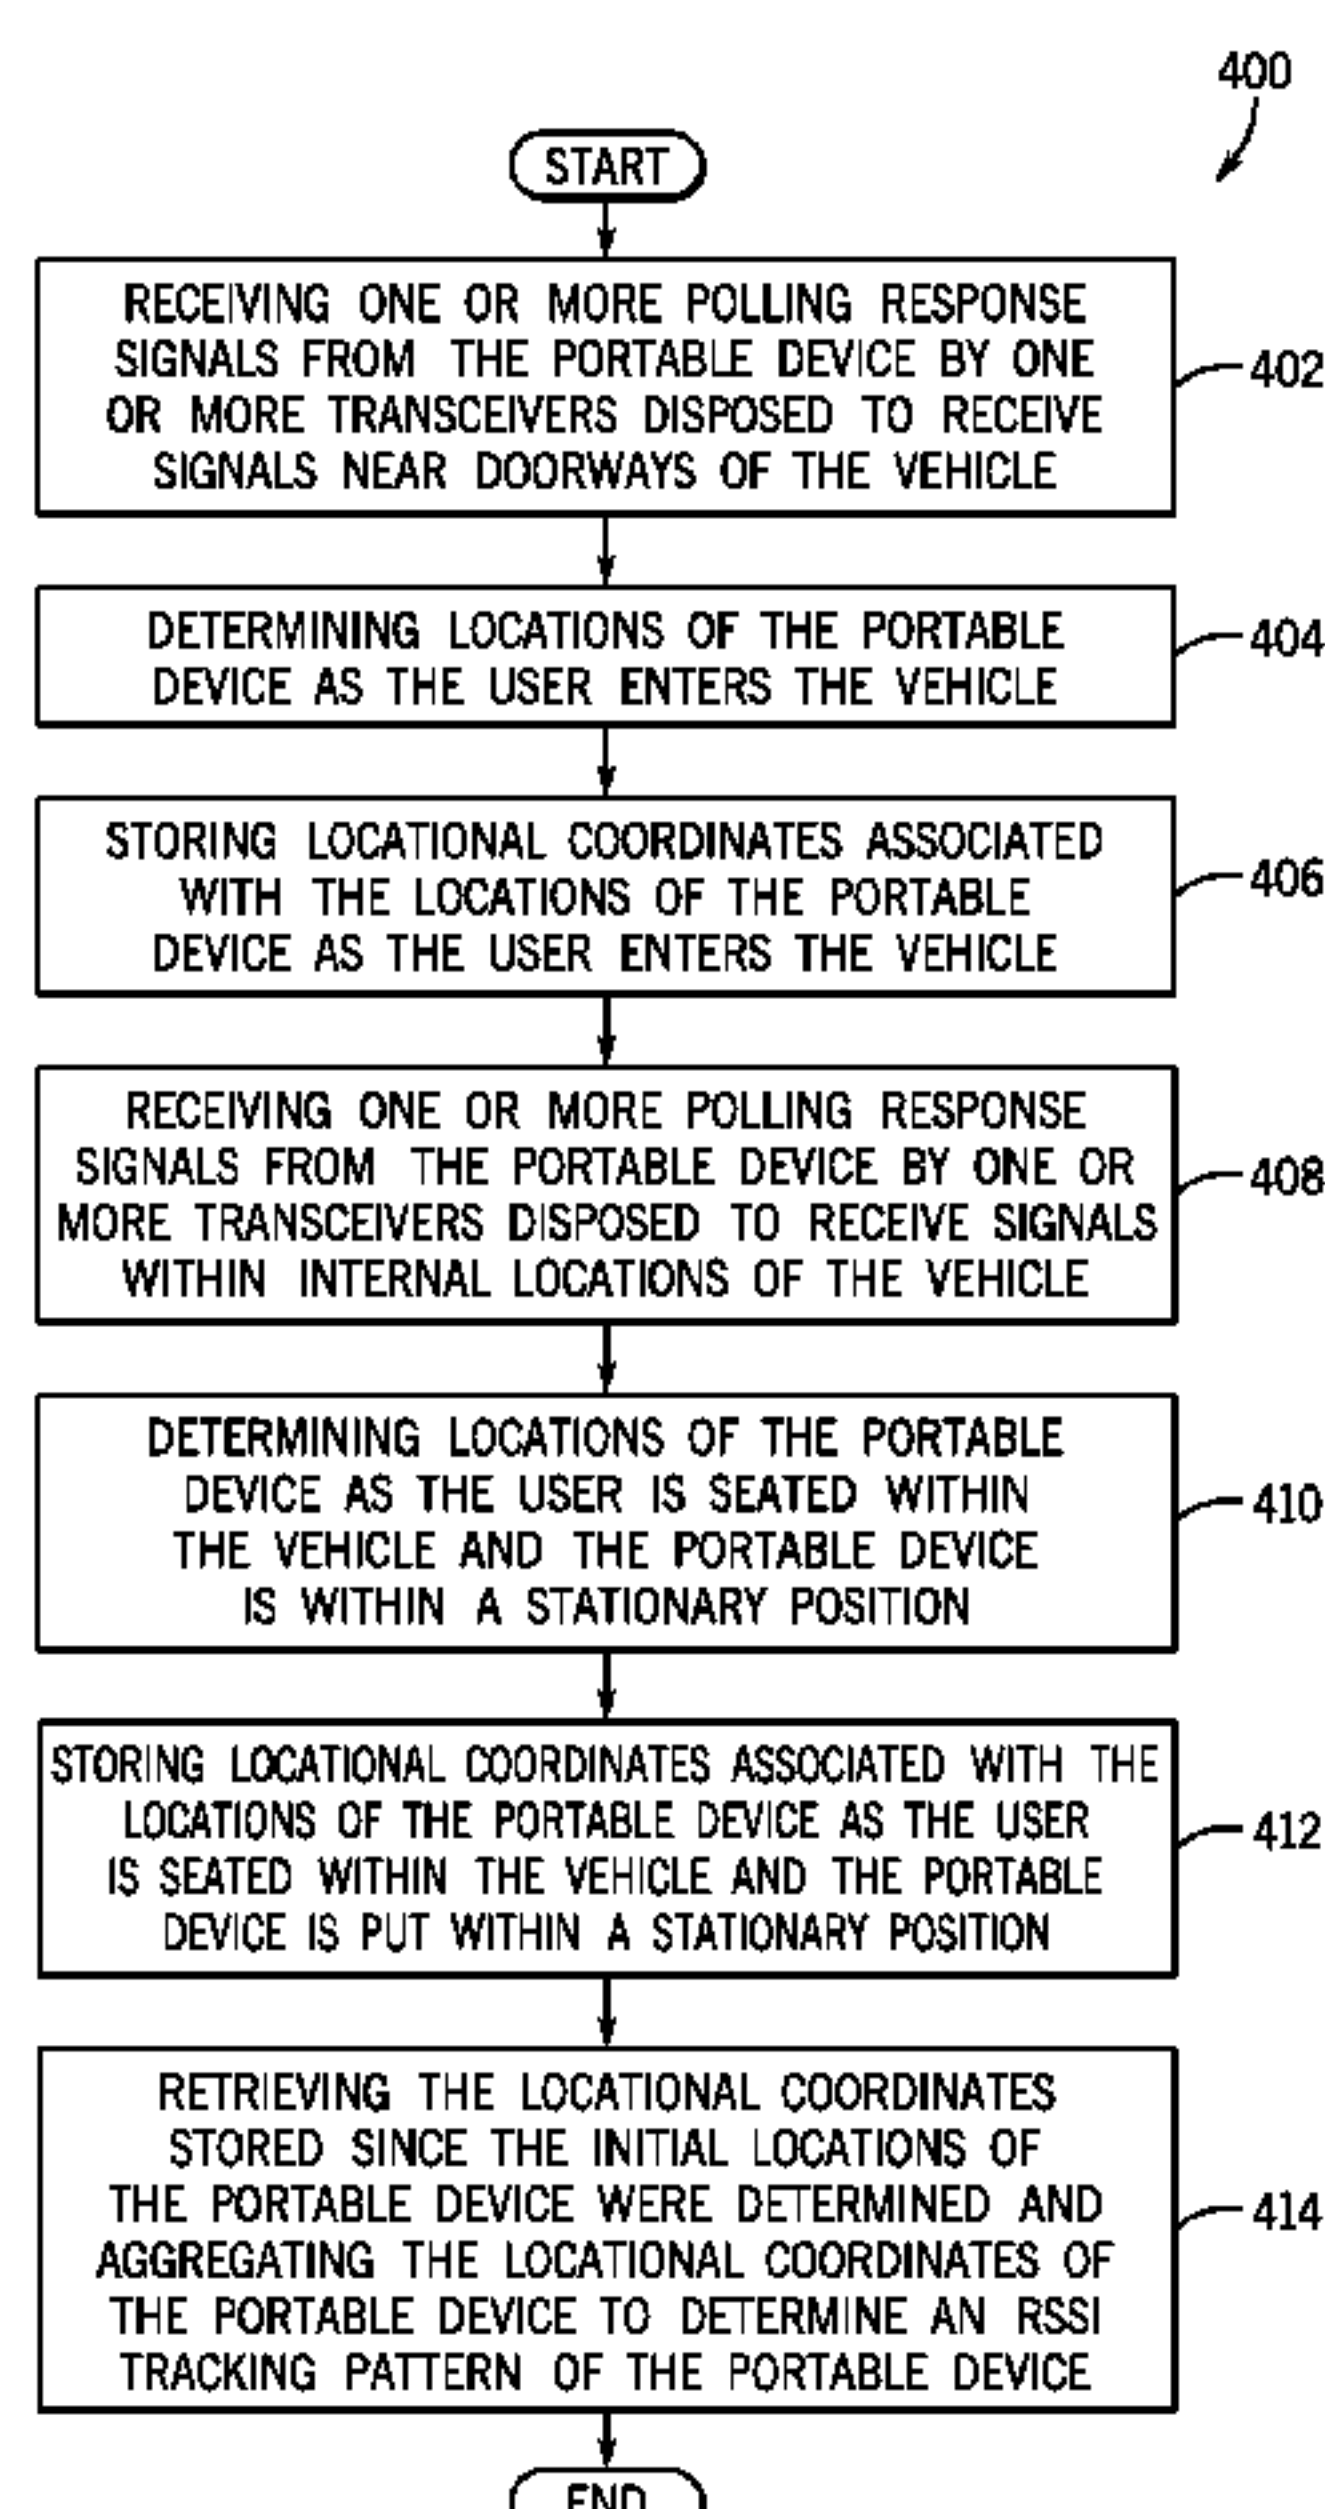 400
START
RECEIVING ONE OR MORE POLLING RESPONSE
SIGNALS FROM THE PORTABLE DEVICE BY ONE
OR MORE TRANSCEIVERS DISPOSED TO RECEIVE
SIGNALS NEAR DOORWAYS OF THE VEHICLE
402
DETERMINING LOCATIONS OF THE PORTABLE
DEVICE AS THE USER ENTERS THE VEHICLE
404
STORING LOCATIONAL COORDINATES ASSOCIATED
WITH THE LOCATIONS OF THE PORTABLE
DEVICE AS THE USER ENTERS THE VEHICLE
406
RECEIVING ONE OR MORE POLLING RESPONSE
SIGNALS FROM THE PORTABLE DEVICE BY ONE OR
MORE TRANSCEIVERS DISPOSED TO RECEIVE SIGNALS
WITHIN INTERNAL LOCATIONS OF THE VEHICLE
408
DETERMINING LOCATIONS OF THE PORTABLE
DEVICE AS THE USER IS SEATED WITHIN
THE VEHICLE AND THE PORTABLE DEVICE
IS WITHIN A STATIONARY POSITION
410
STORING LOCATIONAL COORDINATES ASSOCIATED WITH THE
LOCATIONS OF THE PORTABLE DEVICE AS THE USER
IS SEATED WITHIN THE VEHICLE AND THE PORTABLE
DEVICE IS PUT WITHIN A STATIONARY POSITION
412
RETRIEVING THE LOCATIONAL COORDINATES
STORED SINCE THE INITIAL LOCATIONS OF
THE PORTABLE DEVICE WERE DETERMINED AND
AGGREGATING THE LOCATIONAL COORDINATES OF
THE PORTABLE DEVICE TO DETERMINE AN RSSI
TRACKING PATTERN OF THE PORTABLE DEVICE
414
END